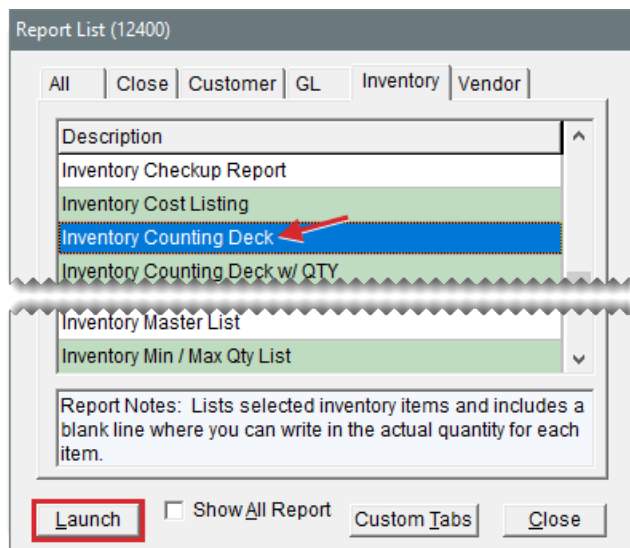 Report List (12400)
All Close Customer GL Inventory Vendor
Description
Inventory Checkup Report
Inventory Cost Listing
Inventory Counting Deck
Inventory Counting Deck w/ QTY
Inventory Master List
Inventory Min / Max Qty List
Report Notes: Lists selected inventory items and includes a
blank line where you can write in the actual quantity for each
item.
Launch Show All Report Custom Tabs Close